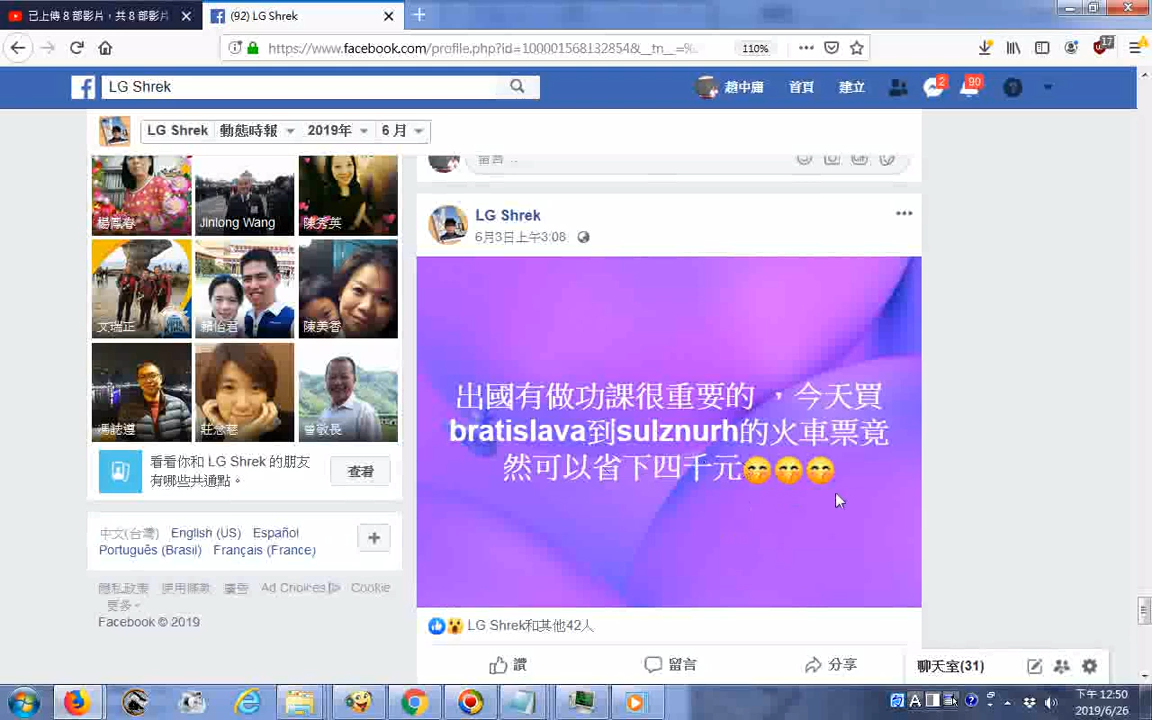 已上傳 8 部影片，共 8 部影片
(92) LG Shrek
https://www.facebook.com/profile.php?id=100001568132854&__tn__=%...
110%
17
LG Shrek
趙中庸
首頁
建立
2
90
LG Shrek
動態時報
2019年
6 月
留言
楊鳳春
Jinlong Wang
陳秀英
文瑞正
賴怡君
陳美香
馮誌遵
莊念慈
曾敬長
看看你和 LG Shrek 的朋友
有哪些共通點。
查看
中文(台灣)
English (US)
Español
Português (Brasil)
Français (France)
隱私政策
使用條款
廣告
Ad Choices
Cookie
更多
Facebook © 2019
LG Shrek
6月3日上午3:08
出國有做功課很重要的 ，今天買
bratislava到sulznurh的火車票竟
然可以省下四千元🤭🤭🤭
LG Shrek和其他42人
讚
留言
分享
聊天室(31)
下午 12:50
2019/6/26